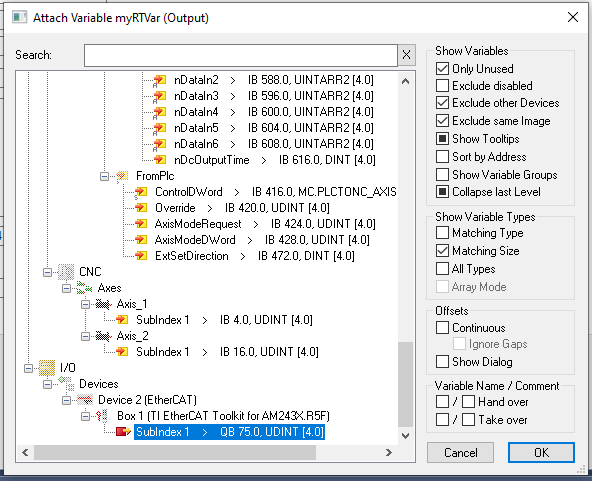 Attach Variable myRTVar (Output)
Search:
X
nDataIn2 > IB 588.0, UINTARR2 [4.0]
nDataIn3 > IB 596.0, UINTARR2 [4.0]
nDataIn4 > IB 600.0, UINTARR2 [4.0]
nDataIn5 > IB 604.0, UINTARR2 [4.0]
nDataIn6 > IB 608.0, UINTARR2 [4.0]
nDcOutputTime > IB 616.0, DINT [4.0]
FromPlc
ControlDWord > IB 416.0, MC.PLCTONC_AXIS
Override > IB 420.0, UDINT [4.0]
AxisModeRequest > IB 424.0, UDINT [4.0]
AxisModeDWord > IB 428.0, UDINT [4.0]
ExtSetDirection > IB 472.0, DINT [4.0]
CNC
Axes
Axis_1
SubIndex 1 > IB 4.0, UDINT [4.0]
Axis_2
SubIndex 1 > IB 16.0, UDINT [4.0]
I/O
Devices
Device 2 (EtherCAT)
Box 1 (TI EtherCAT Toolkit for AM243X.R5F)
SubIndex 1 > QB 75.0, UDINT [4.0]
Show Variables
Only Unused
Exclude disabled
Exclude other Devices
Exclude same Image
Show Tooltips
Sort by Address
Show Variable Groups
Collapse last Level
Show Variable Types
Matching Type
Matching Size
All Types
Array Mode
Offsets
Continuous
Ignore Gaps
Show Dialog
Variable Name / Comment
/ Hand over
/ Take over
Cancel
OK